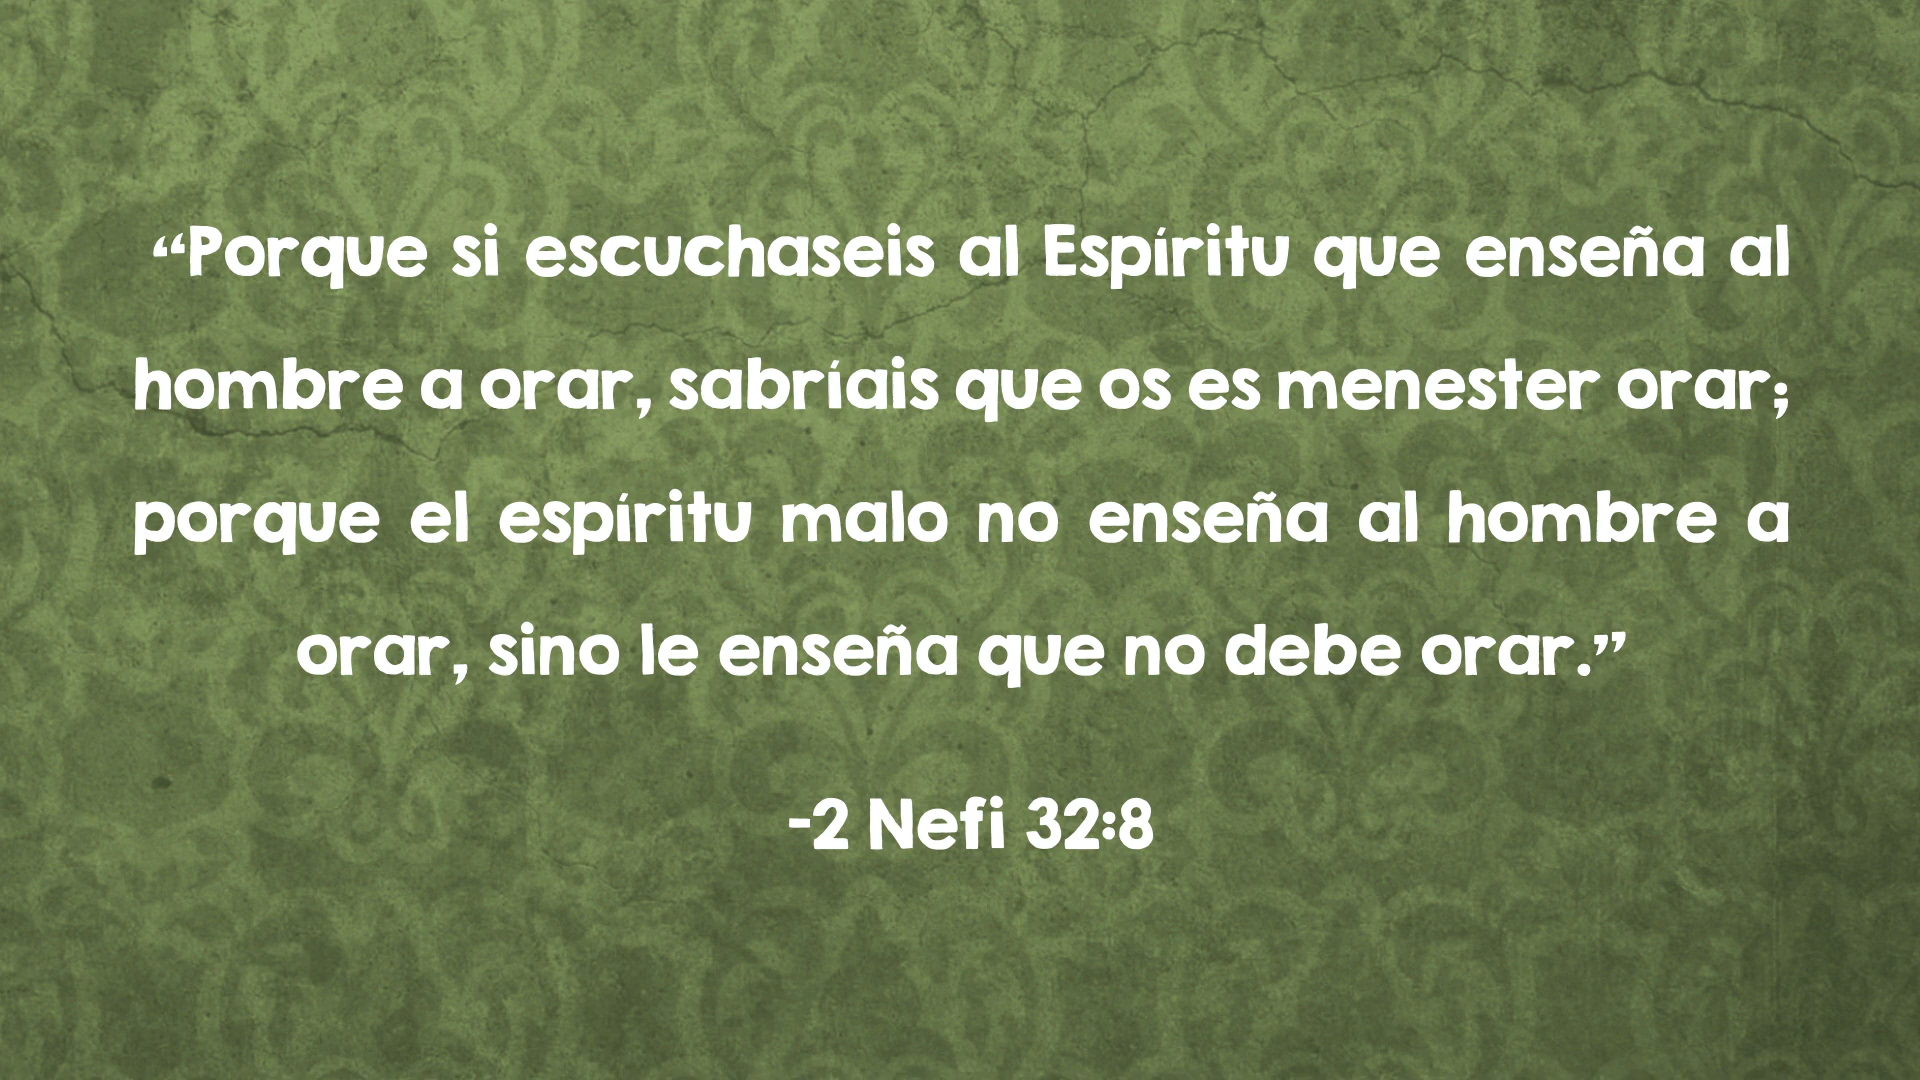 “Porque si escuchaseis al Espíritu que enseña al
hombre a orar, sabríais que os es menester orar;
porque el espíritu malo no enseña al hombre a
orar, sino le enseña que no debe orar.”
-2 Nefi 32:8